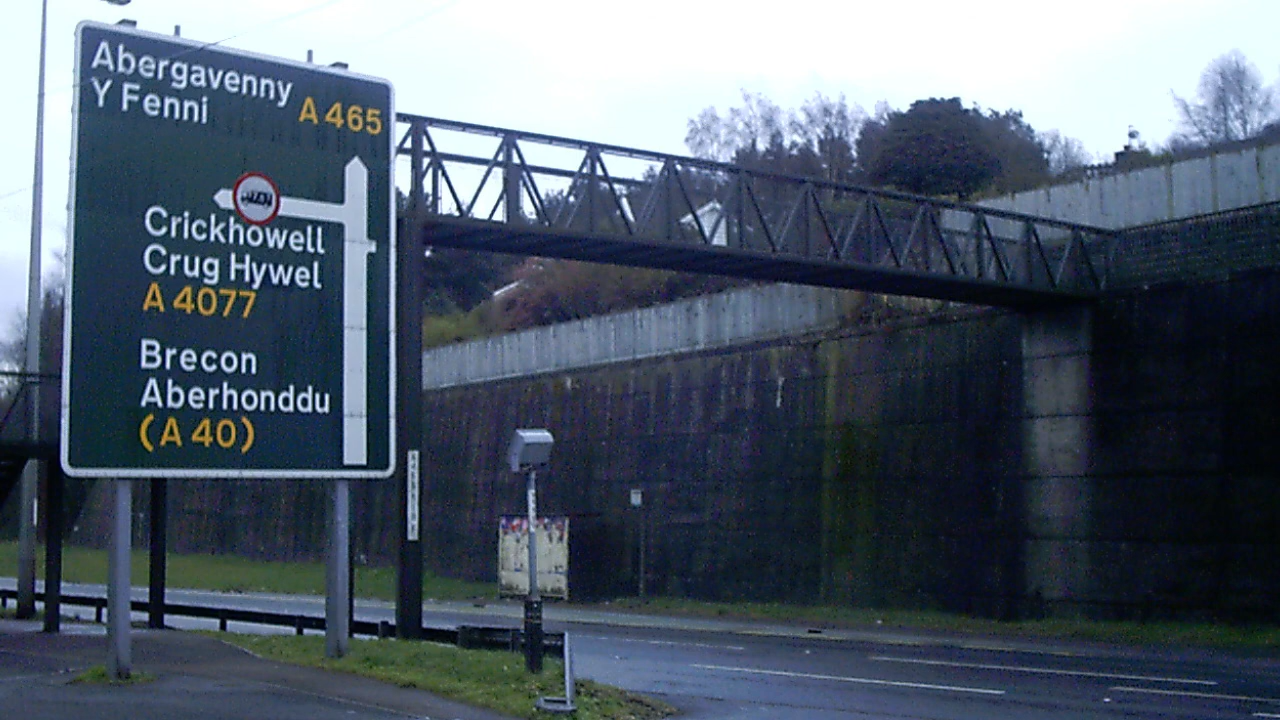 Abergavenny
Y Fenni
A 465
Crickhowell
Crug Hywel
A 4077
Brecon
Aberhonddu
(A 40)